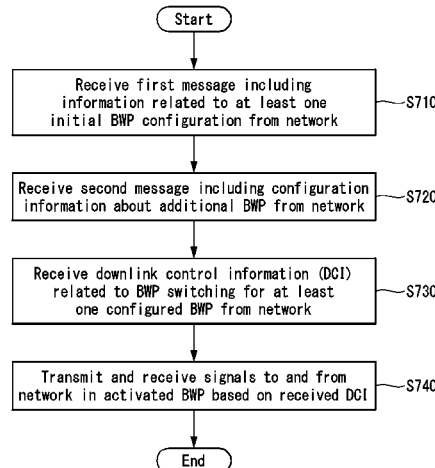 Start
Receive first message including
information related to at least one
initial BWP configuration from network
S710
Receive second message including configuration
information about additional BWP from network
S720
Receive downlink control information (DCI)
related to BWP switching for at least
one configured BWP from network
S730
Transmit and receive signals to and from
network in activated BWP based on received DCI
S740
End